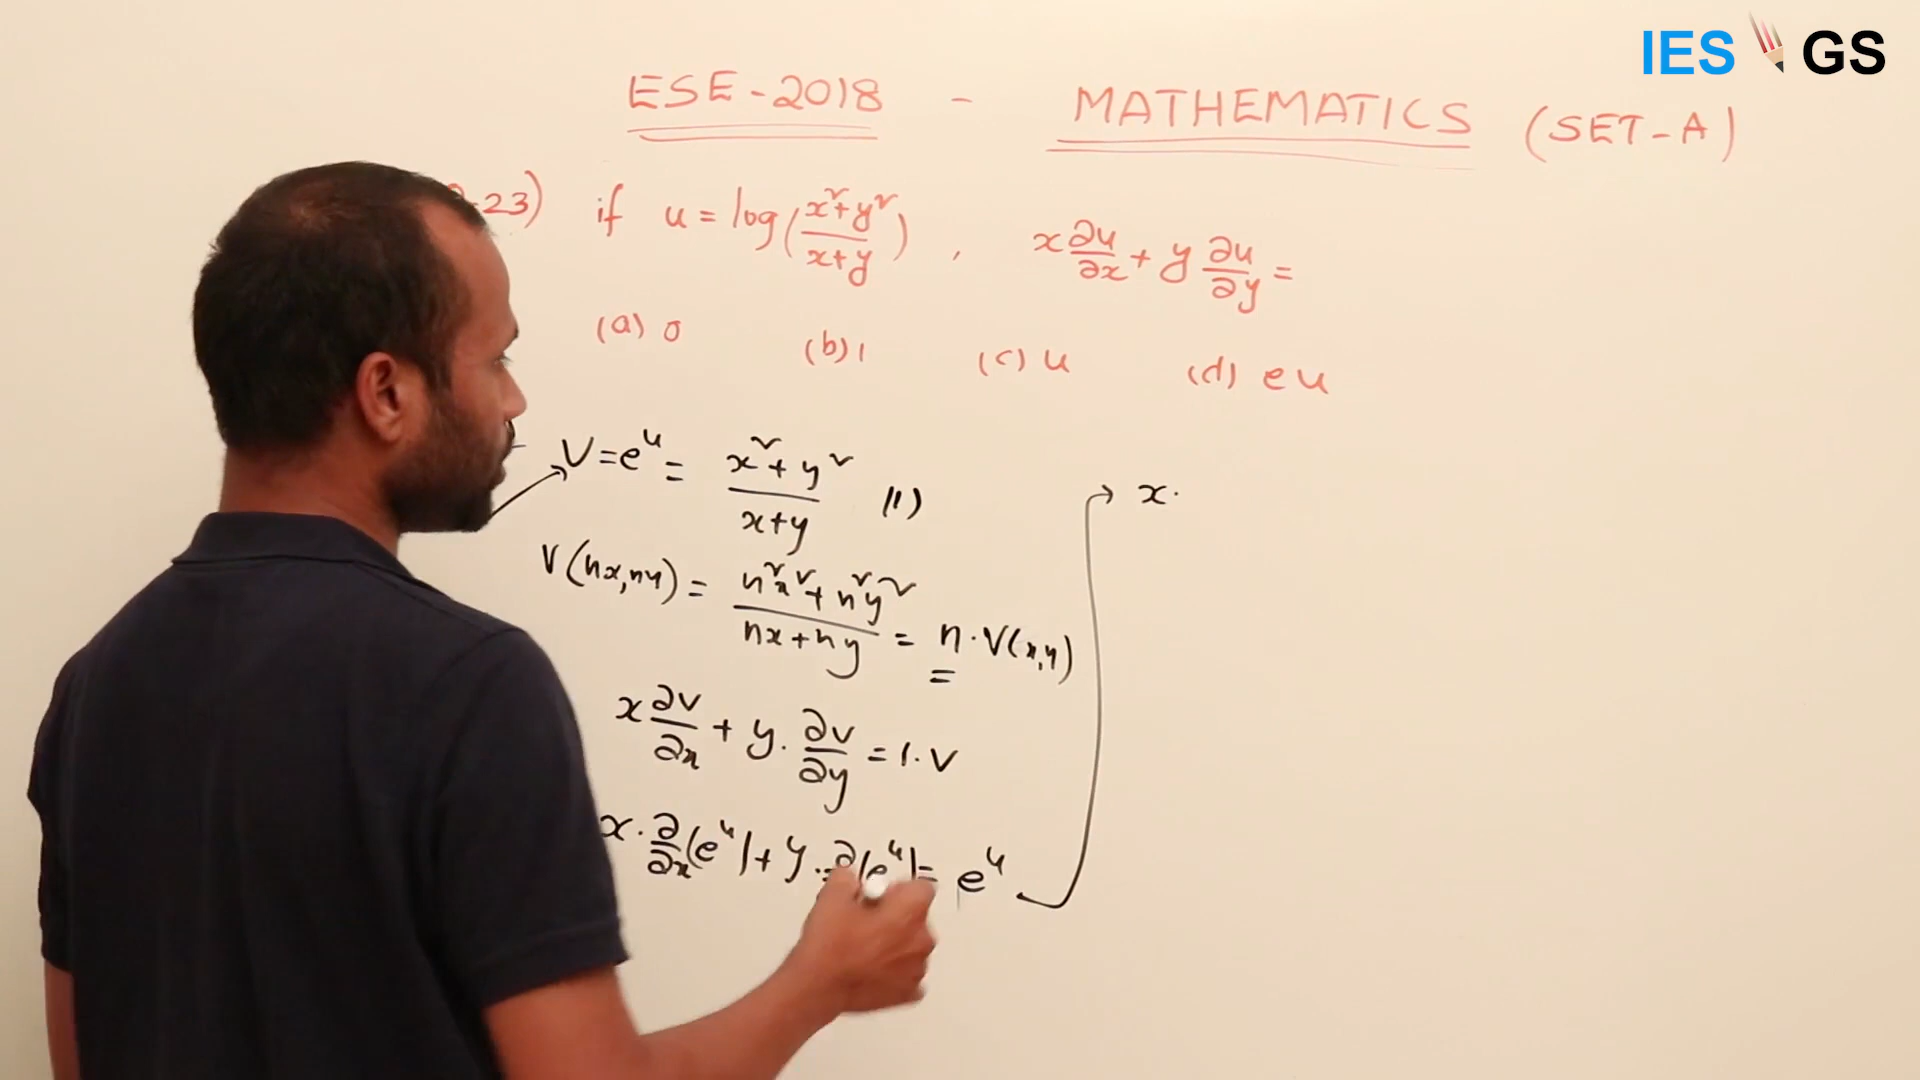 IES GS
ESE-2018 - MATHEMATICS (SET-A)
-23) if u = log((x²+y²)/(x+y)), x ∂u/∂x + y ∂u/∂y =
(a) 0 (b) 1 (c) u (d) eu
V = e^u = (x²+y²)/(x+y) (1)
V(nx,ny) = (n²x²+n²y²)/(nx+ny) = n·V(x,y)
x ∂v/∂x + y·∂v/∂y = 1·V
x·∂/∂x(e^u) + y·∂(e^u) = e^u
x·